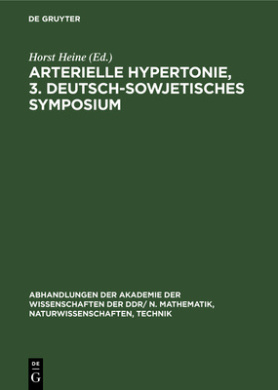 DE GRUYTER
Horst Heine (Ed.)
ARTERIELLE HYPERTONIE,
3. DEUTSCH-SOWJETISCHES
SYMPOSIUM
ABHANDLUNGEN DER AKADEMIE DER
WISSENSCHAFTEN DER DDR/ N. MATHEMATIK,
NATURWISSENSCHAFTEN, TECHNIK
DE
G